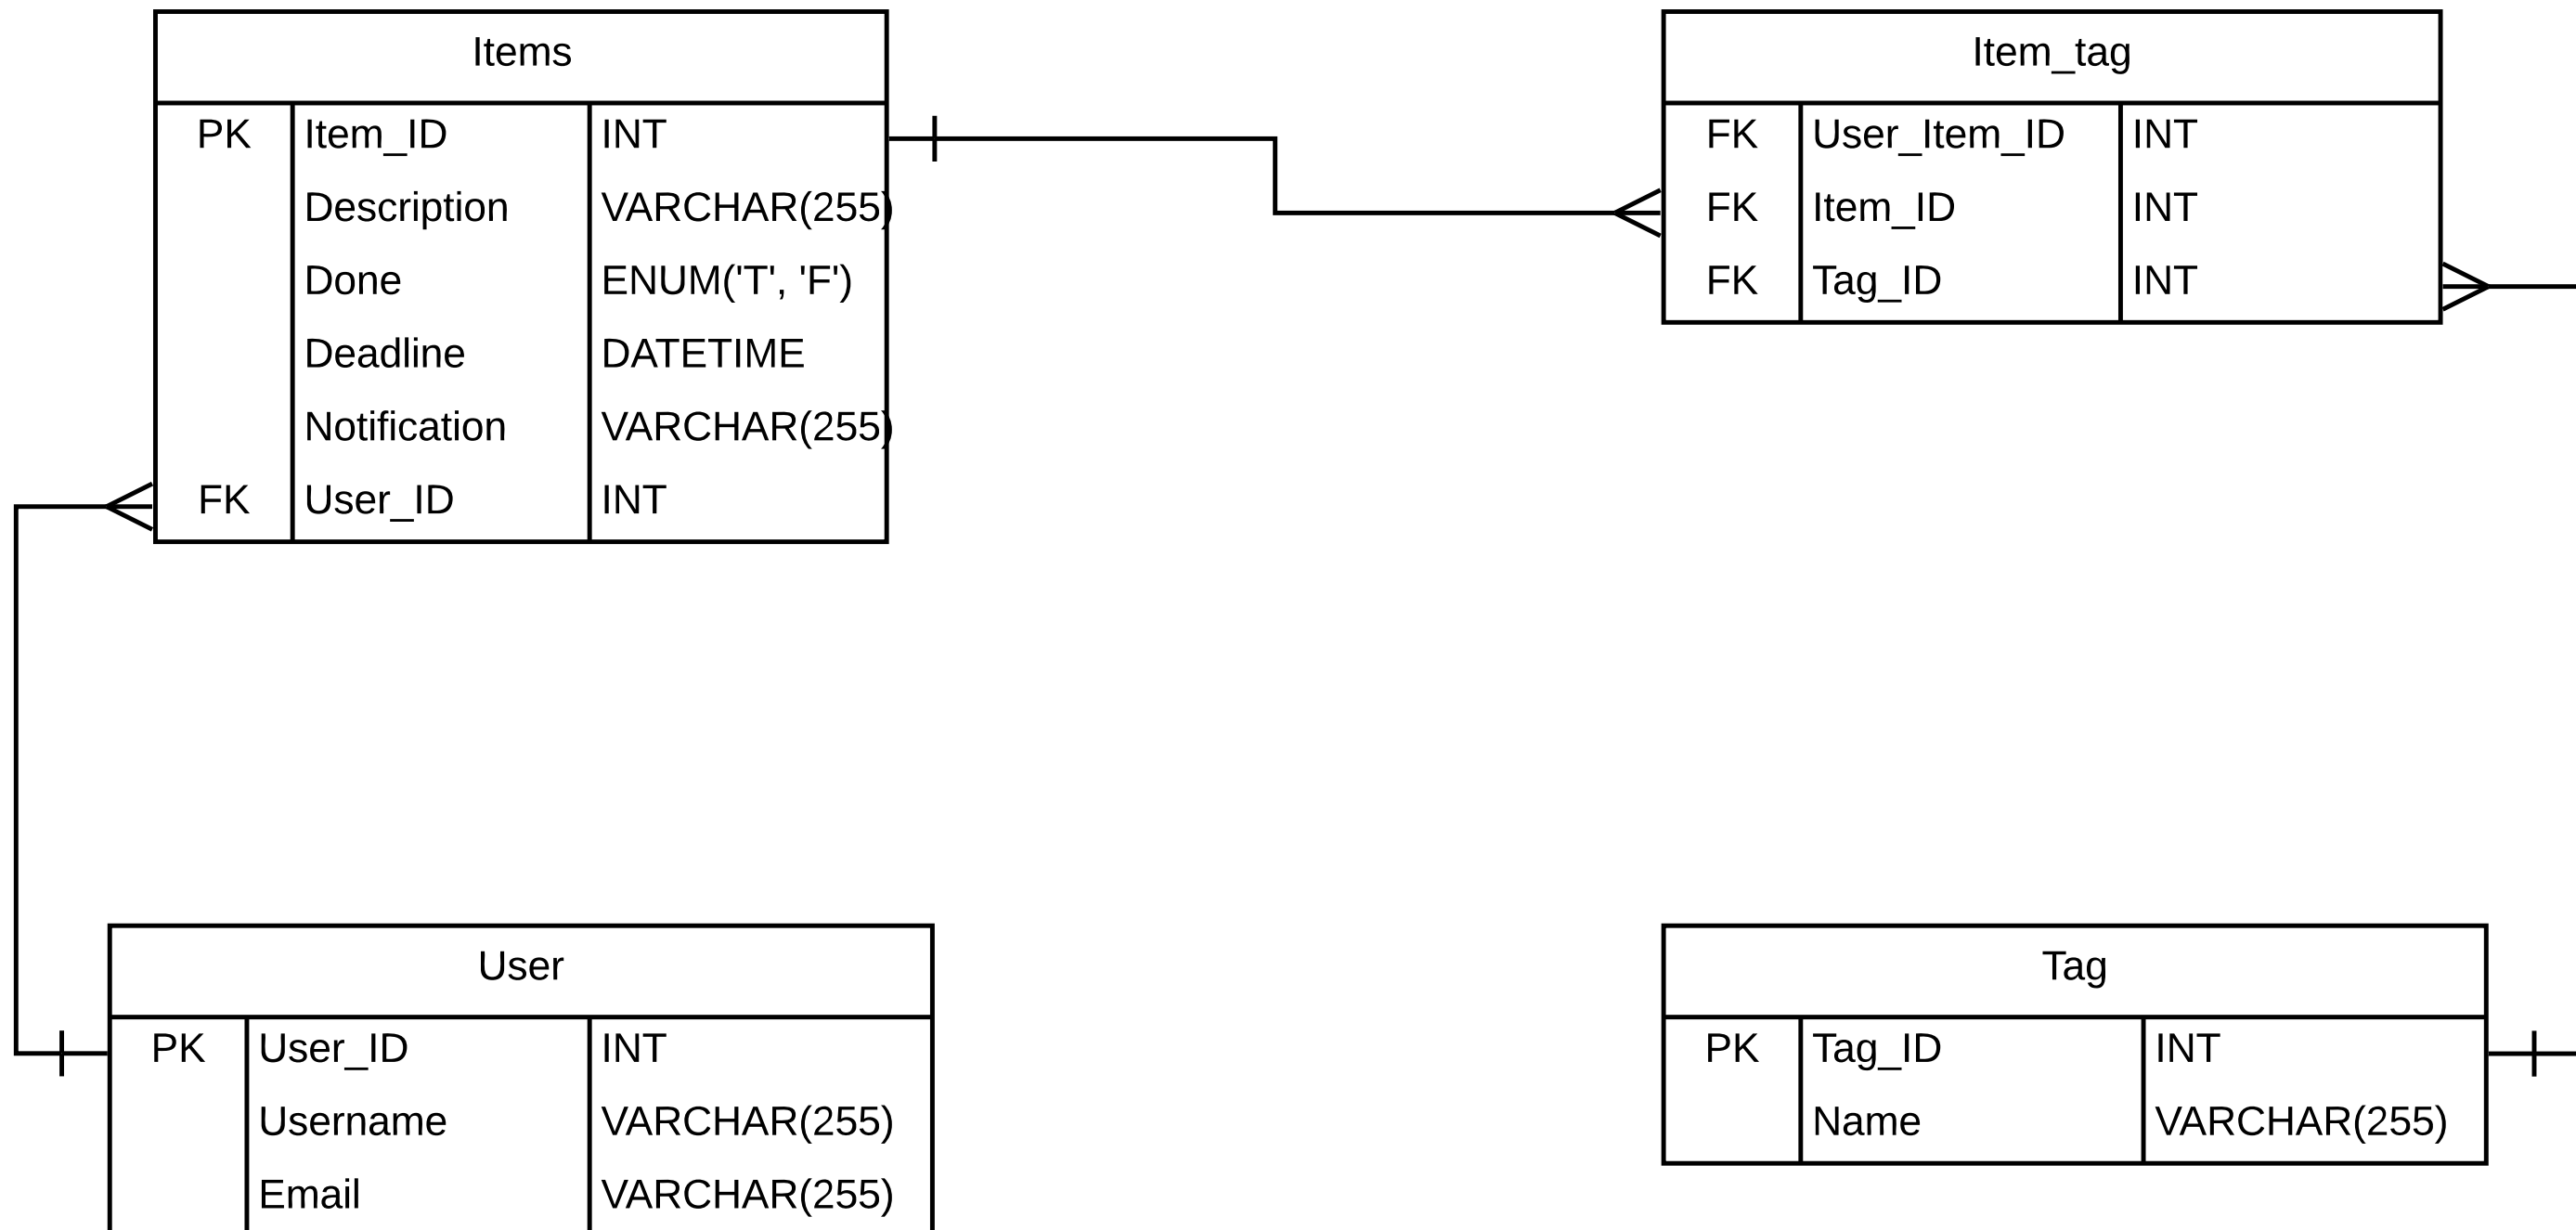 Items
PK Item_ID INT
Description VARCHAR(255)
Done ENUM('T', 'F')
Deadline DATETIME
Notification VARCHAR(255)
FK User_ID INT
Item_tag
FK User_Item_ID INT
FK Item_ID INT
FK Tag_ID INT
User
PK User_ID INT
Username VARCHAR(255)
Email VARCHAR(255)
Tag
PK Tag_ID INT
Name VARCHAR(255)